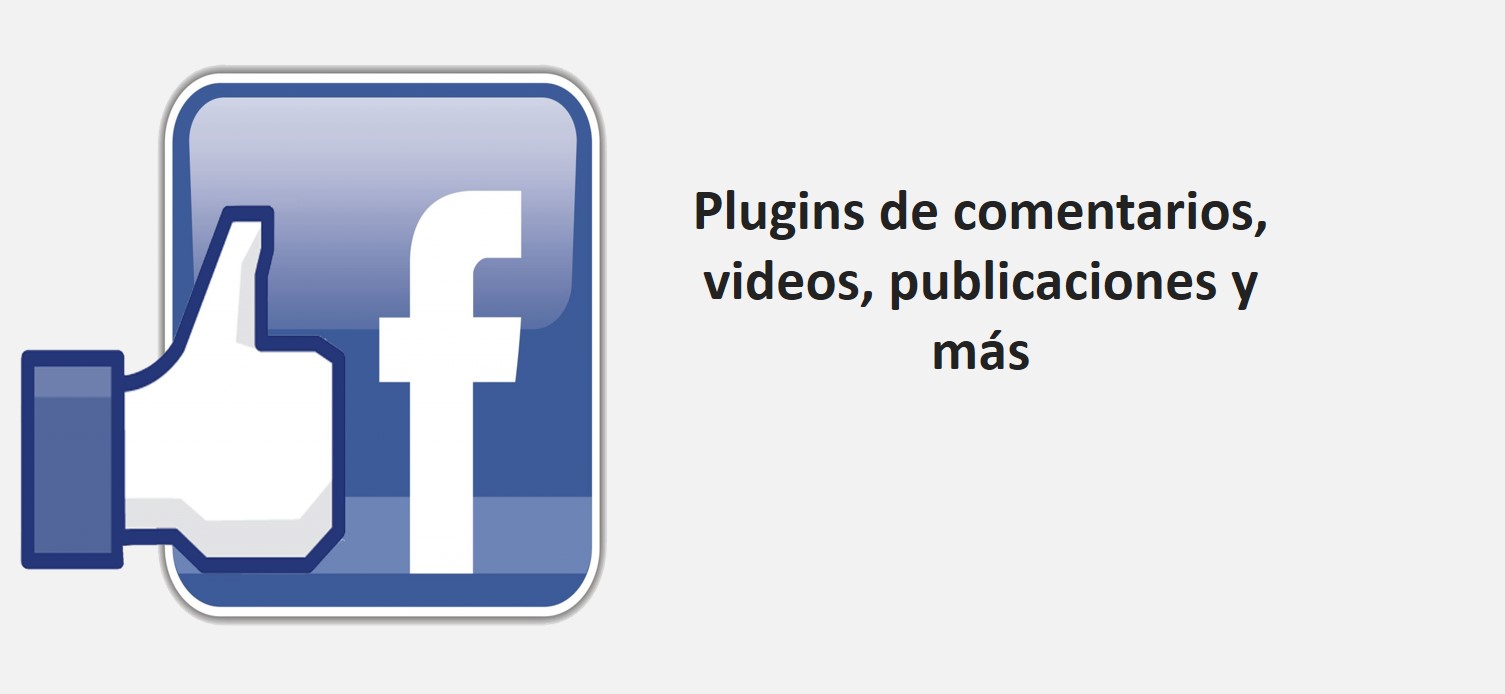 f
Plugins de comentarios,
videos, publicaciones y
más